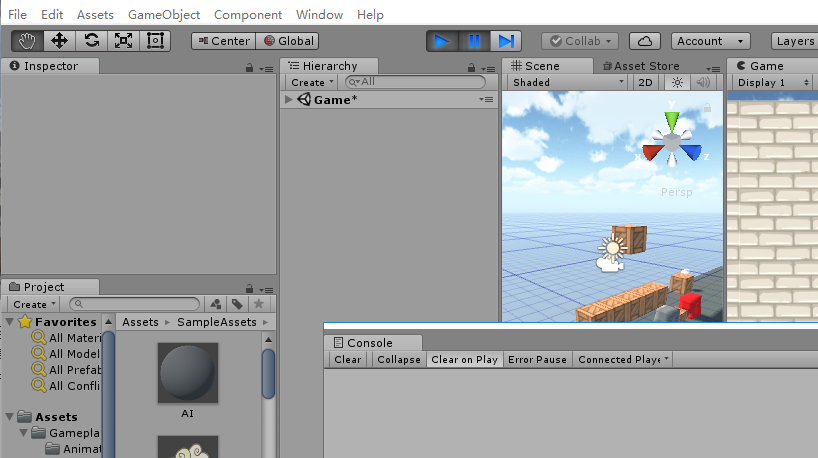 File Edit Assets GameObject Component Window Help
Center Global Collab Account Layers
Inspector
Hierarchy
Create All
Game*
Scene Asset Store
Shaded 2D
y
x z
Persp
Game
Display 1
Project
Create
Favorites
All Materi
All Model
All Prefab
All Confli
Assets
Gamepla
Animat
Assets SampleAssets
AI
Console
Clear Collapse Clear on Play Error Pause Connected Playe